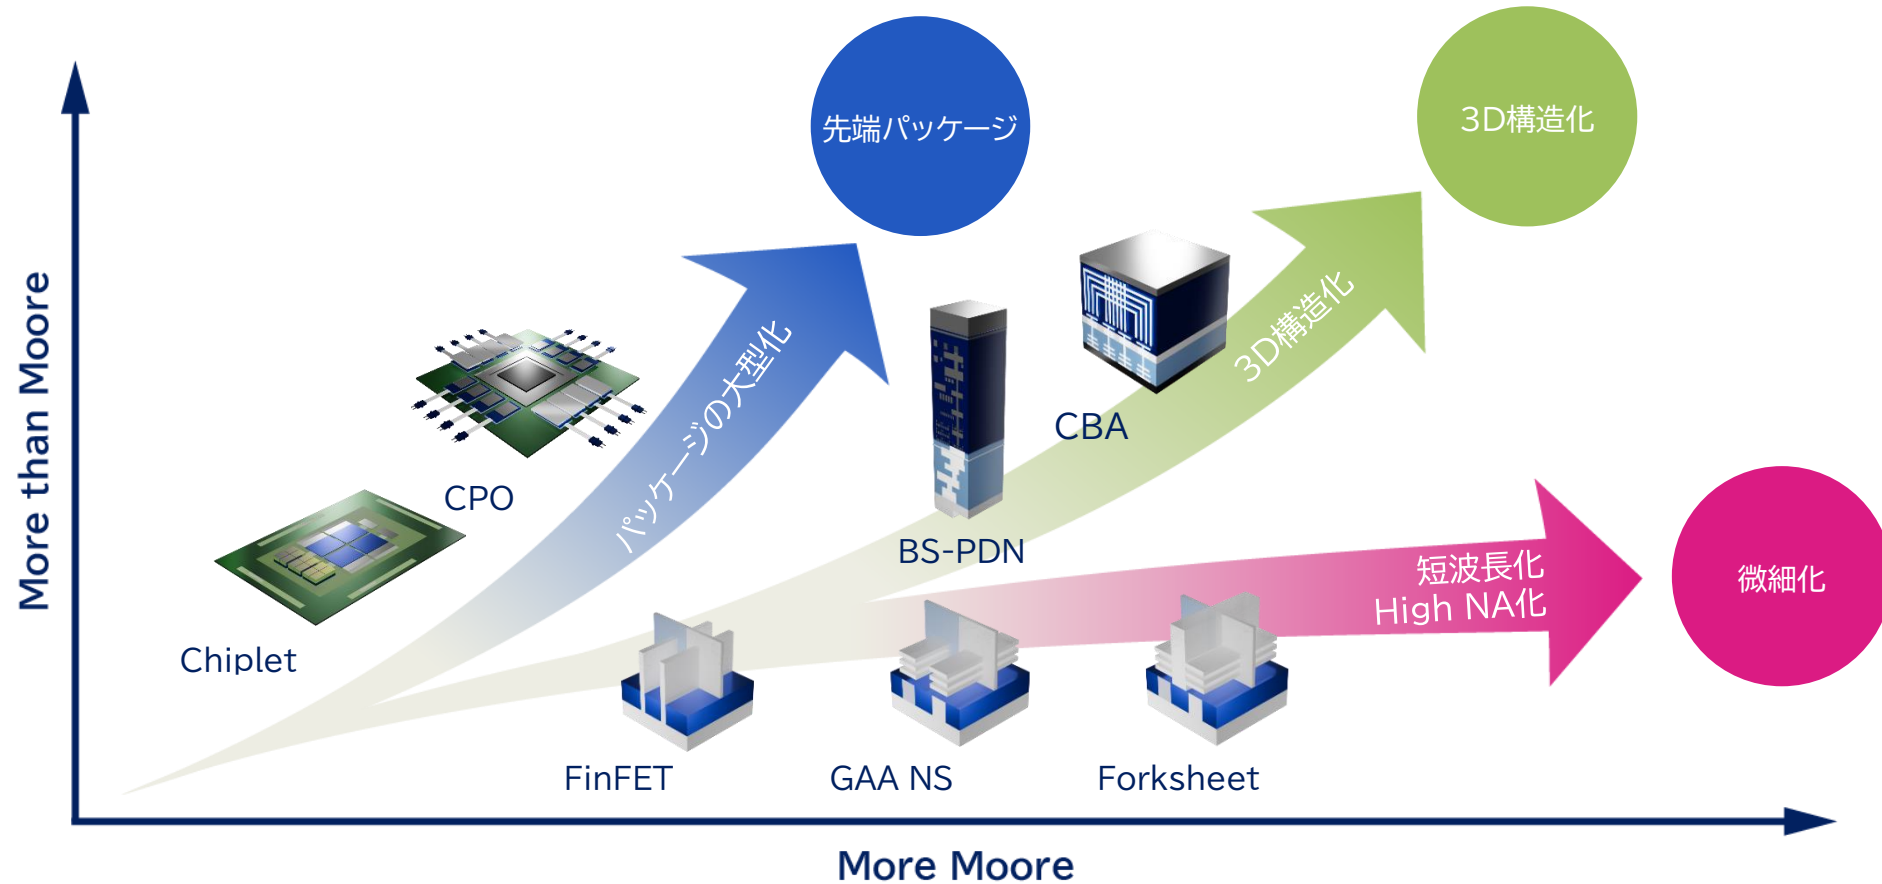 先端パッケージ
3D構造化
More than Moore
パッケージの大型化
3D構造化
CBA
CPO
BS-PDN
短波長化
High NA化
微細化
Chiplet
FinFET
GAA NS
Forksheet
More Moore